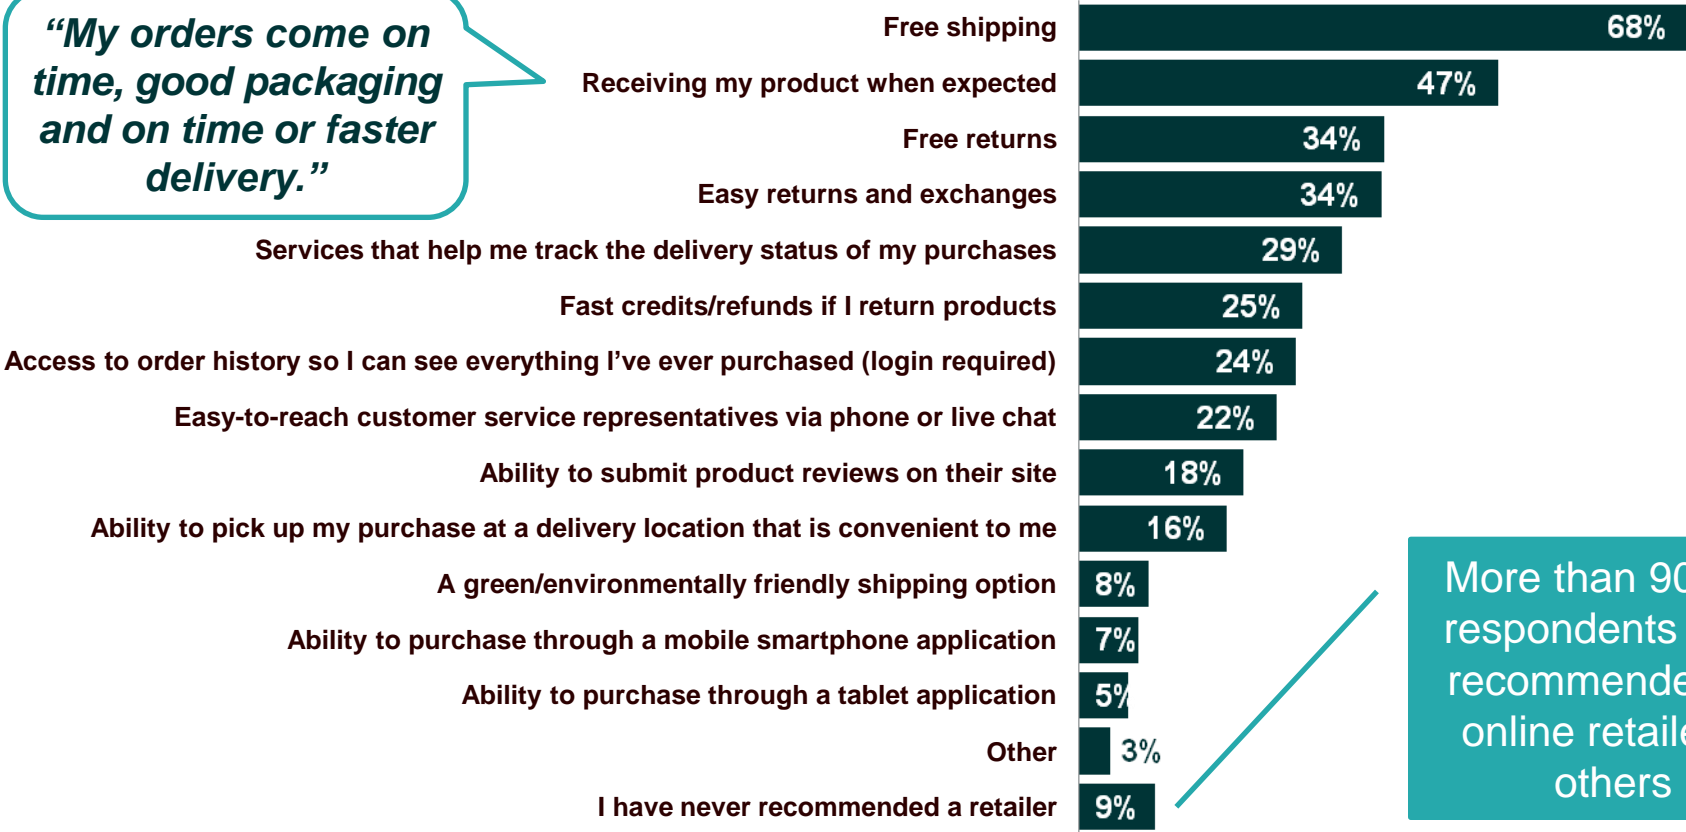 “My orders come on
time, good packaging
and on time or faster
delivery.”
Free shipping 68%
Receiving my product when expected 47%
Free returns 34%
Easy returns and exchanges 34%
Services that help me track the delivery status of my purchases 29%
Fast credits/refunds if I return products 25%
Access to order history so I can see everything I’ve ever purchased (login required) 24%
Easy-to-reach customer service representatives via phone or live chat 22%
Ability to submit product reviews on their site 18%
Ability to pick up my purchase at a delivery location that is convenient to me 16%
A green/environmentally friendly shipping option 8%
Ability to purchase through a mobile smartphone application 7%
Ability to purchase through a tablet application 5%
Other 3%
I have never recommended a retailer 9%
More than
respondents
online
others